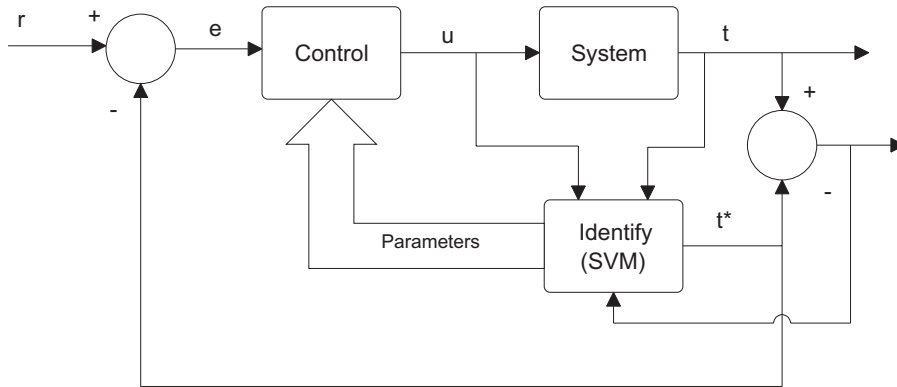 r
+
e
Control
u
System
t
-
+
-
Parameters
Identify
(SVM)
t*